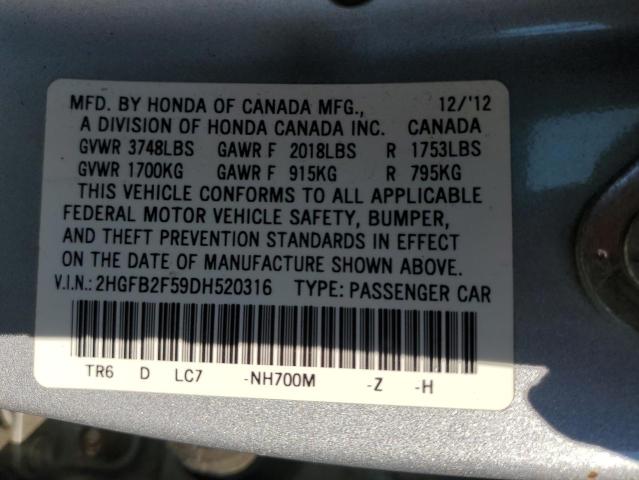 MFD. BY HONDA OF CANADA MFG., 12/'12
A DIVISION OF HONDA CANADA INC. CANADA
GVWR 3748LBS GAWR F 2018LBS R 1753LBS
GVWR 1700KG GAWR F 915KG R 795KG
THIS VEHICLE CONFORMS TO ALL APPLICABLE
FEDERAL MOTOR VEHICLE SAFETY, BUMPER,
AND THEFT PREVENTION STANDARDS IN EFFECT
ON THE DATE OF MANUFACTURE SHOWN ABOVE.
V.I.N.: 2HGFB2F59DH520316 TYPE: PASSENGER CAR
TR6 D LC7 -NH700M -Z -H